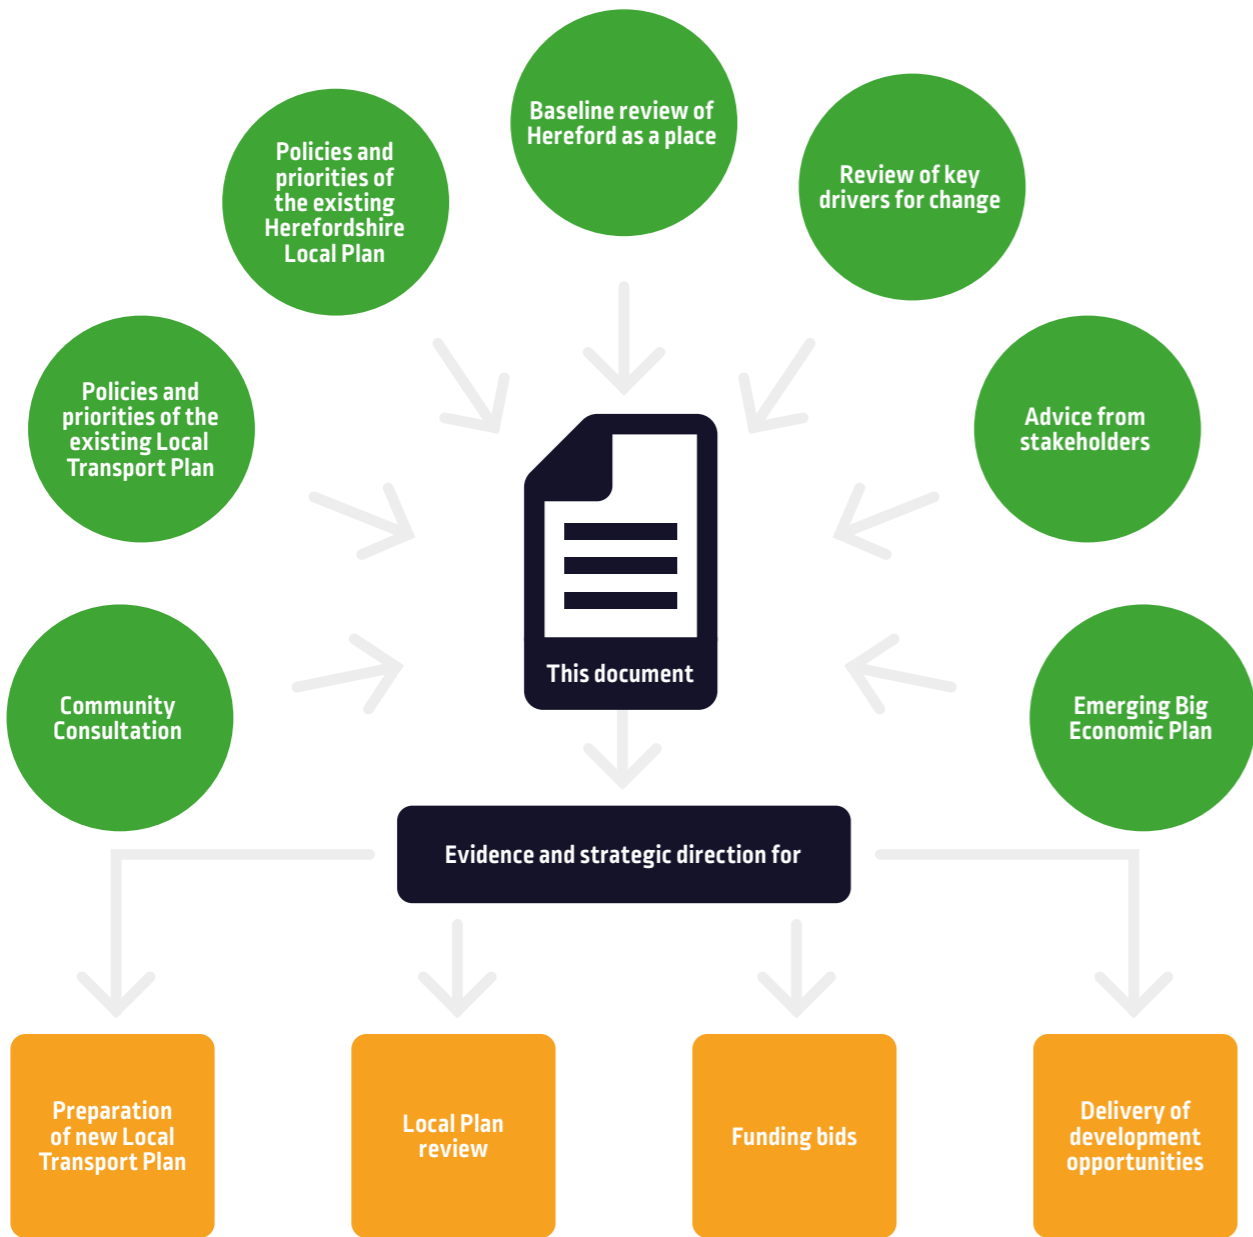 Baseline review of
Hereford as a place
Policies and
priorities of
the existing
Herefordshire
Local Plan
Review of key
drivers for change
Policies and
priorities of the
existing Local
Transport Plan
Advice from
stakeholders
Community
Consultation
This document
Emerging Big
Economic Plan
Evidence and strategic direction for
Preparation
of new Local
Transport Plan
Local Plan
review
Funding bids
Delivery of
development
opportunities